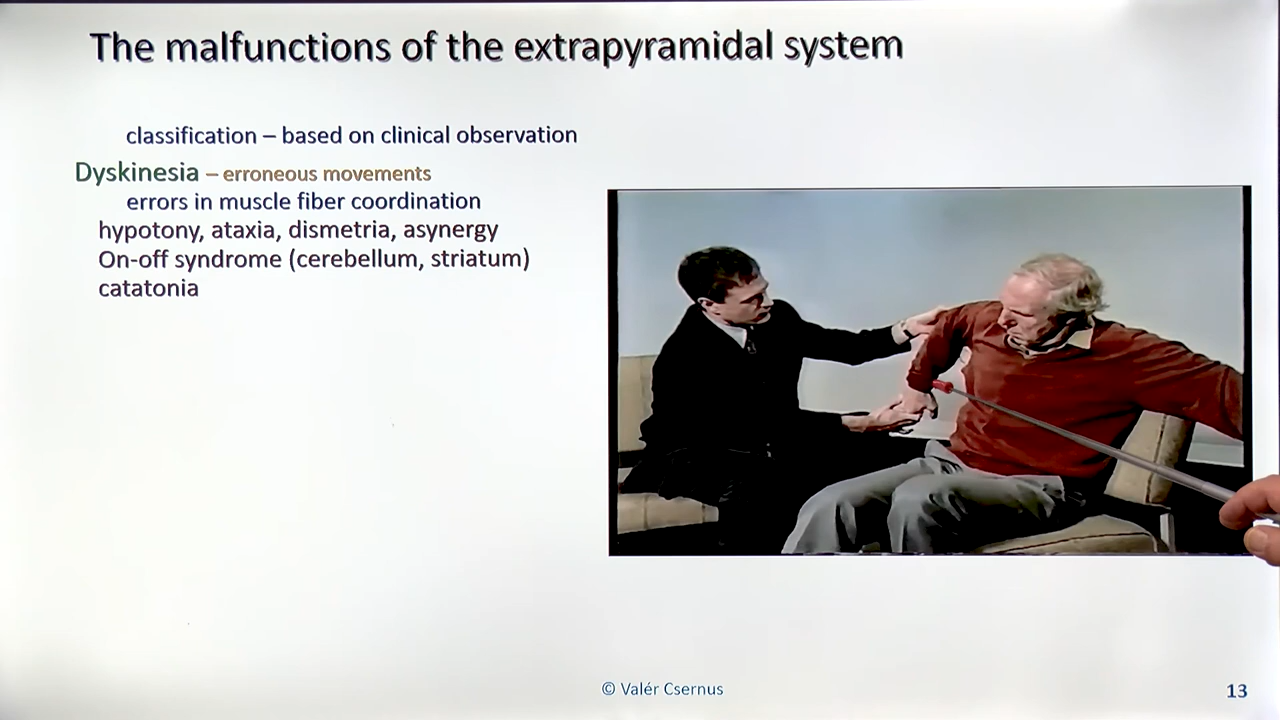 The malfunctions of the extrapyramidal system
classification – based on clinical observation
Dyskinesia – erroneous movements
errors in muscle fiber coordination
hypotony, ataxia, dismetria, asynergy
On-off syndrome (cerebellum, striatum)
catatonia
© Valér Csernus
13